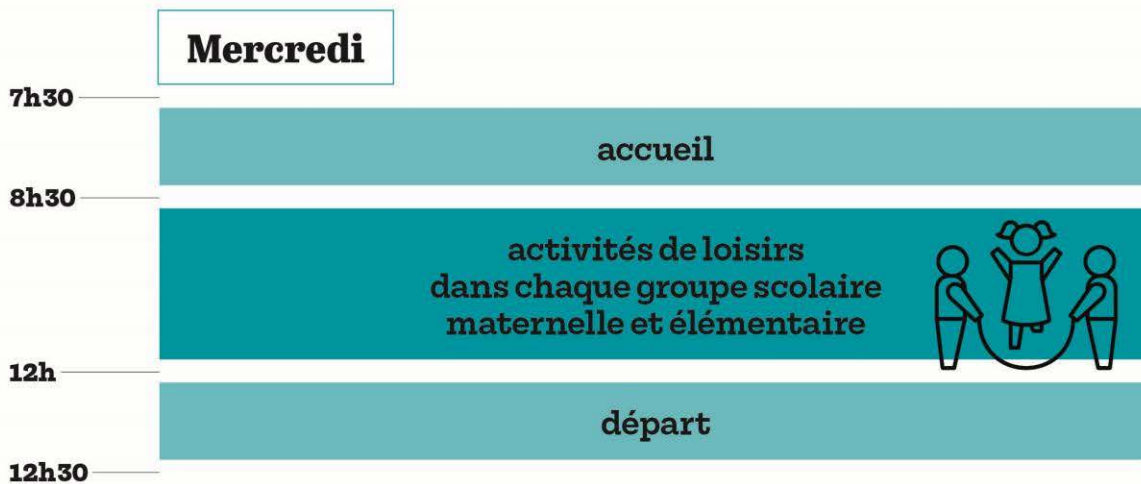 Mercredi
7h30
accueil
8h30
activités de loisirs
dans chaque groupe scolaire
maternelle et élémentaire
12h
départ
12h30